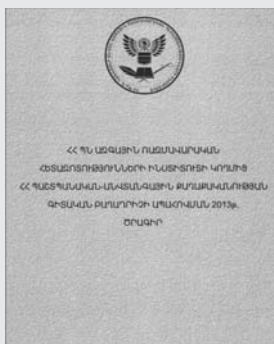 ՀՀ ՊՆ ԱԶԳԱՅԻՆ ՌԱԶՄԱՎԱՐԱԿԱՆ
ՀԵՏԱԶՈՏՈՒԹՅՈՒՆՆԵՐԻ ԻՆՍՏԻՏՈՒՏԻ ԿՈՂՄԻՑ
ՀՀ ՊԱՇՏՊԱՆԱԿԱՆ-ԱՆՎՏԱՆԳԱՅԻՆ ՔԱՂԱՔԱԿԱՆՈՒԹՅԱՆ
ԳԻՏԱԿԱՆ ԲԱՂԱԴՐԻՉԻ ԱՊԱՀՈՎՄԱՆ 2013թ.
ԾՐԱԳԻՐ